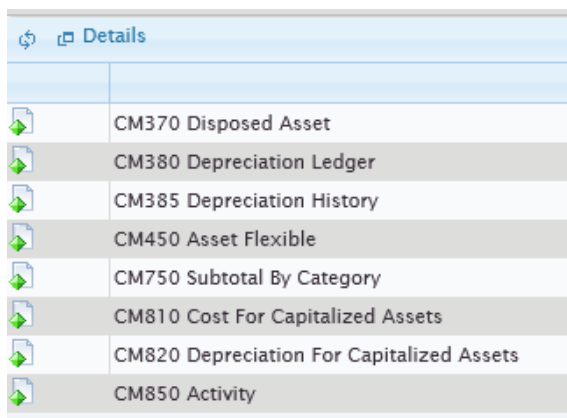 Details
CM370 Disposed Asset
CM380 Depreciation Ledger
CM385 Depreciation History
CM450 Asset Flexible
CM750 Subtotal By Category
CM810 Cost For Capitalized Assets
CM820 Depreciation For Capitalized Assets
CM850 Activity